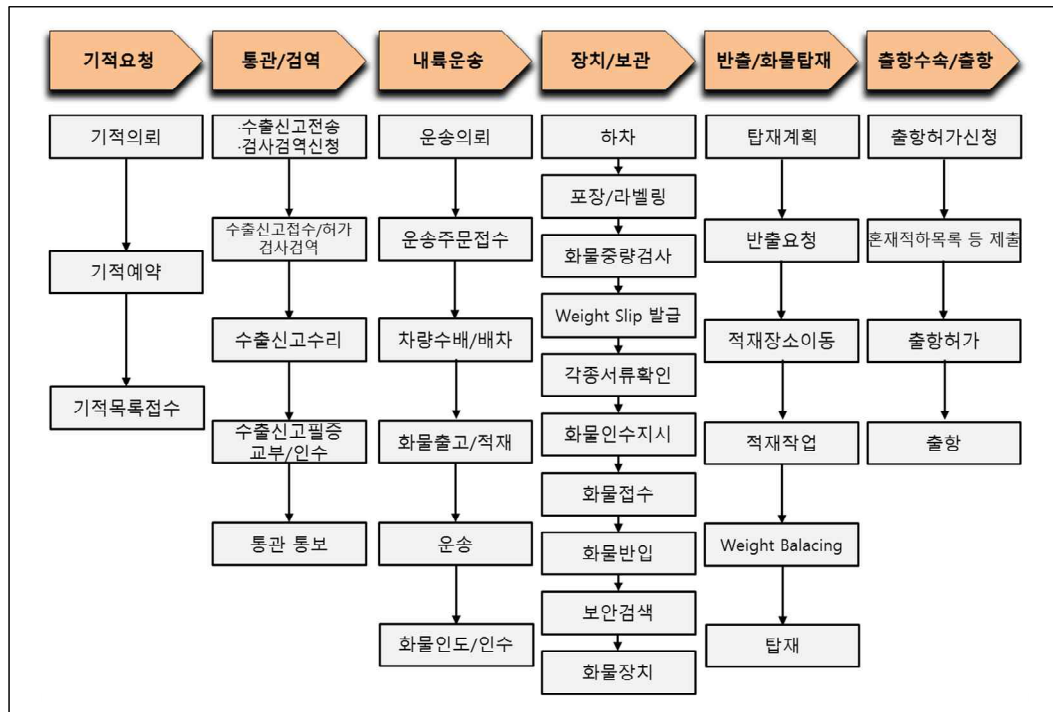 기적요청
통관/검역
내륙운송
장치/보관
반출/화물탑재
출항수속/출항
기적의뢰
기적예약
기적목록접수
·수출신고전송
·검사검역신청
수출신고접수/허가
검사검역
수출신고수리
수출신고필증
교부/인수
통관 통보
운송의뢰
운송주문접수
차량수배/배차
화물출고/적재
운송
화물인도/인수
하차
포장/라벨링
화물중량검사
Weight Slip 발급
각종서류확인
화물인수지시
화물접수
화물반입
보안검색
화물장치
탑재계획
반출요청
적재장소이동
적재작업
Weight Balacing
탑재
출항허가신청
혼재적하목록 등 제출
출항허가
출항